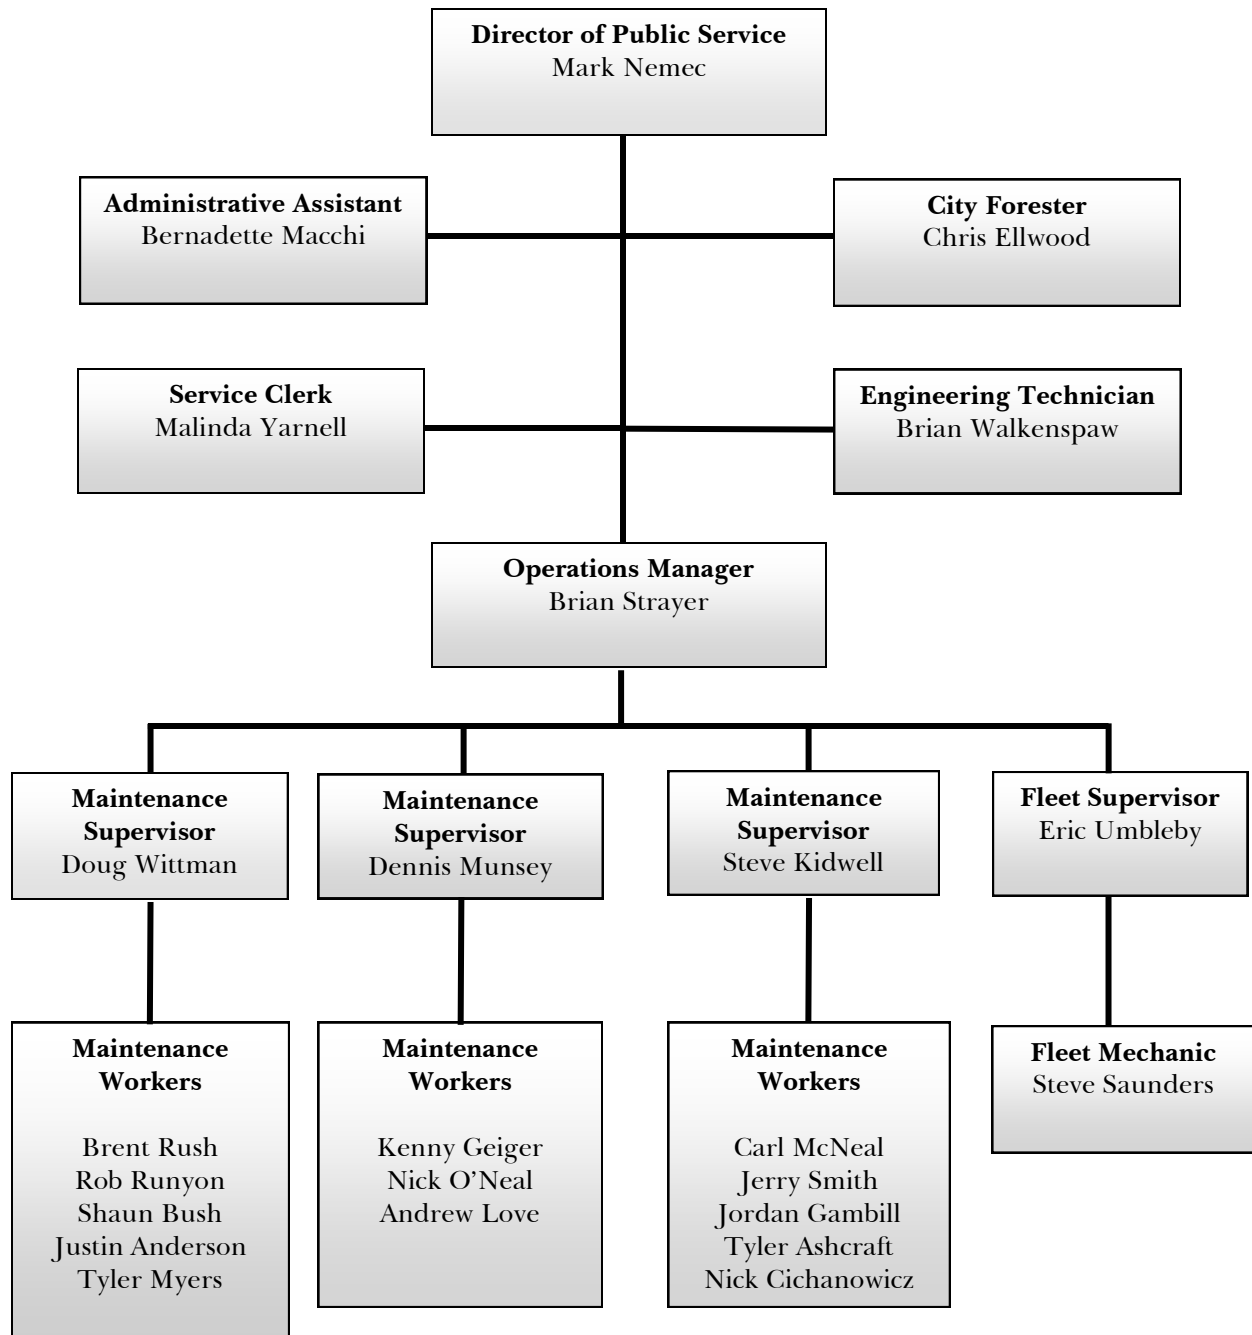 Director of Public Service
Mark Nemec
Administrative Assistant
Bernadette Macchi
City Forester
Chris Ellwood
Service Clerk
Malinda Yarnell
Engineering Technician
Brian Walkenspaw
Operations Manager
Brian Strayer
Maintenance
Supervisor
Doug Wittman
Maintenance
Supervisor
Dennis Munsey
Maintenance
Supervisor
Steve Kidwell
Fleet Supervisor
Eric Umbleby
Maintenance
Workers
Brent Rush
Rob Runyon
Shaun Bush
Justin Anderson
Tyler Myers
Maintenance
Workers
Kenny Geiger
Nick O’Neal
Andrew Love
Maintenance
Workers
Carl McNeal
Jerry Smith
Jordan Gambill
Tyler Ashcraft
Nick Cichanowicz
Fleet Mechanic
Steve Saunders